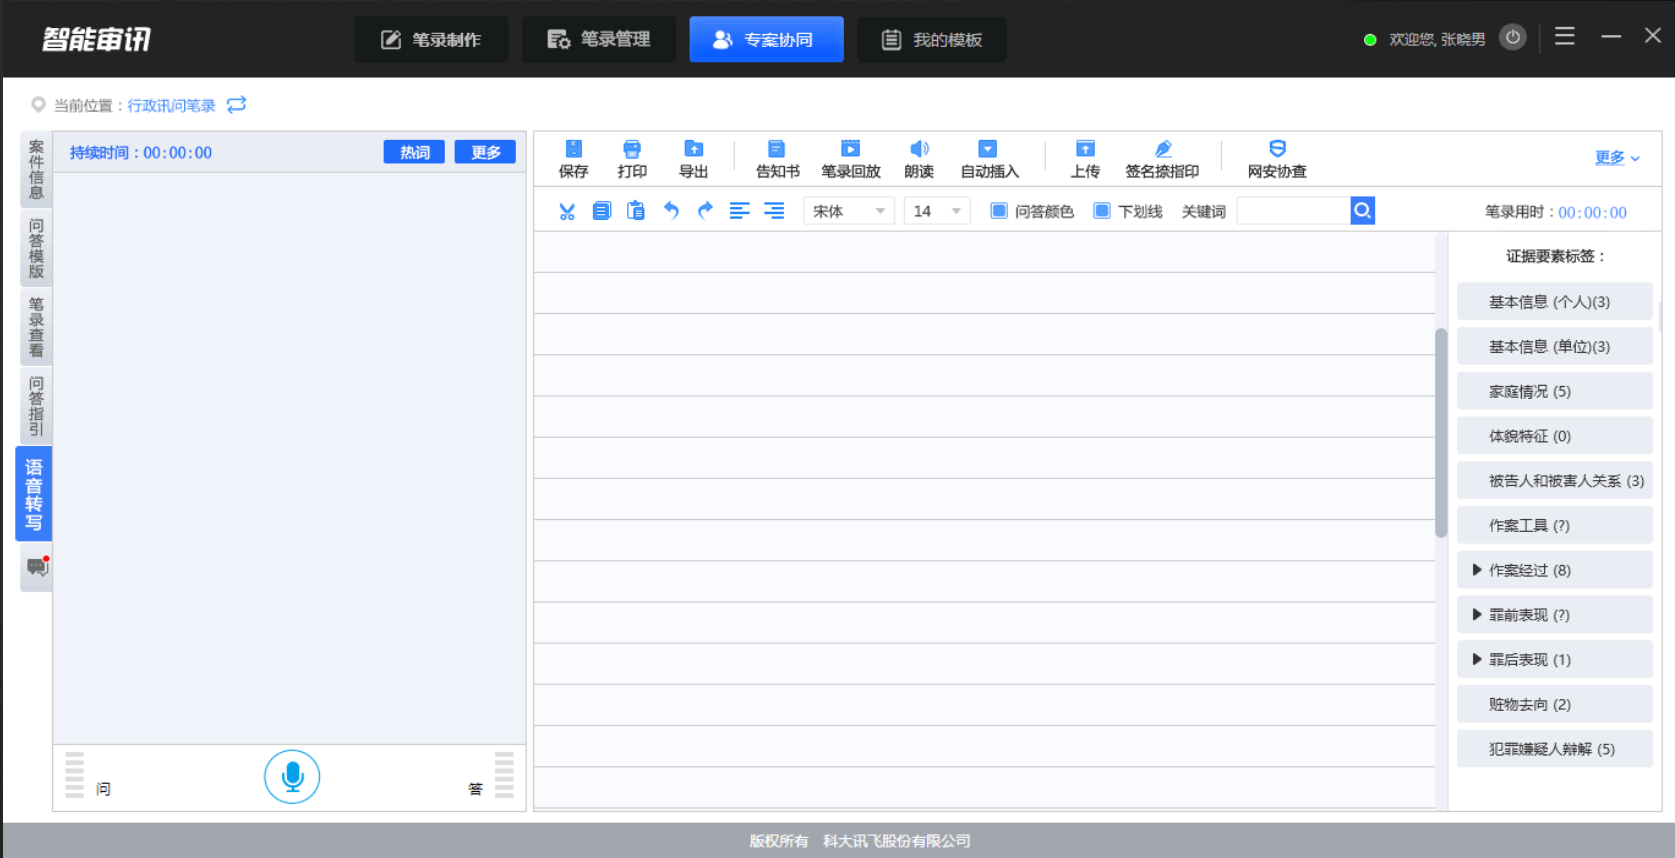 智能审讯
笔录制作 笔录管理 专案协同 我的模板
欢迎您, 张晓男
当前位置：行政讯问笔录
案件信息
问答模版
笔录查看
问答指引
语音转写
持续时间：00:00:00 热词 更多
问 答
保存 打印 导出 告知书 笔录回放 朗读 自动插入 上传 签名捺指印 网安协查 更多
宋体 14 问答颜色 下划线 关键词 笔录用时：00:00:00
证据要素标签：
基本信息 (个人)(3)
基本信息 (单位)(3)
家庭情况 (5)
体貌特征 (0)
被告人和被害人关系 (3)
作案工具 (?)
作案经过 (8)
罪前表现 (?)
罪后表现 (1)
赃物去向 (2)
犯罪嫌疑人辩解 (5)
版权所有 科大讯飞股份有限公司